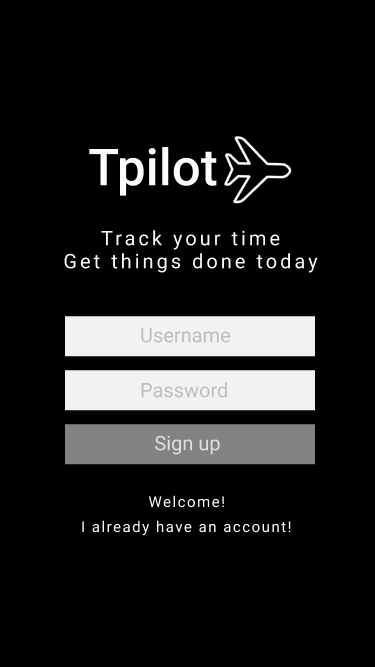 Tpilot
Track your time
Get things done today
Username
Password
Sign up
Welcome!
I already have an account!